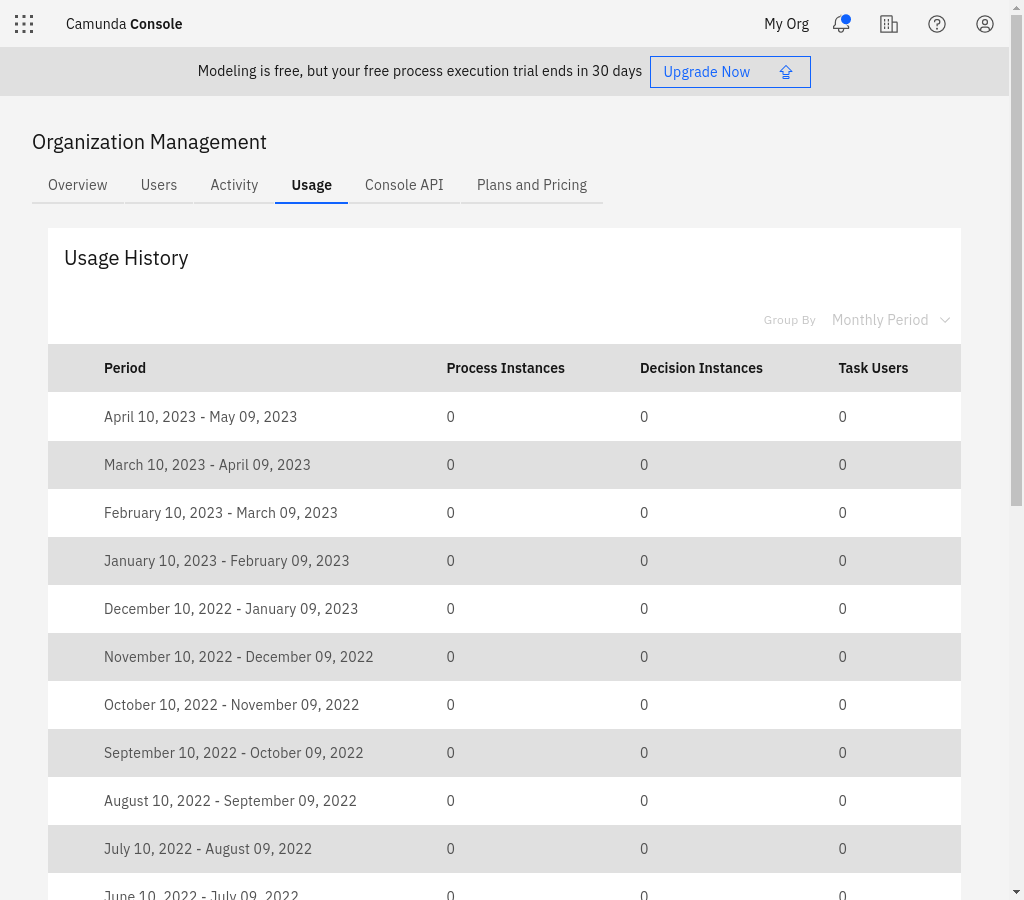 Camunda Console
My Org
Modeling is free, but your free process execution trial ends in 30 days
Upgrade Now
Organization Management
Overview Users Activity Usage Console API Plans and Pricing
Usage History
Group By Monthly Period
Period Process Instances Decision Instances Task Users
April 10, 2023 - May 09, 2023 0 0 0
March 10, 2023 - April 09, 2023 0 0 0
February 10, 2023 - March 09, 2023 0 0 0
January 10, 2023 - February 09, 2023 0 0 0
December 10, 2022 - January 09, 2023 0 0 0
November 10, 2022 - December 09, 2022 0 0 0
October 10, 2022 - November 09, 2022 0 0 0
September 10, 2022 - October 09, 2022 0 0 0
August 10, 2022 - September 09, 2022 0 0 0
July 10, 2022 - August 09, 2022 0 0 0
June 10, 2022 - July 09, 2022 0 0 0